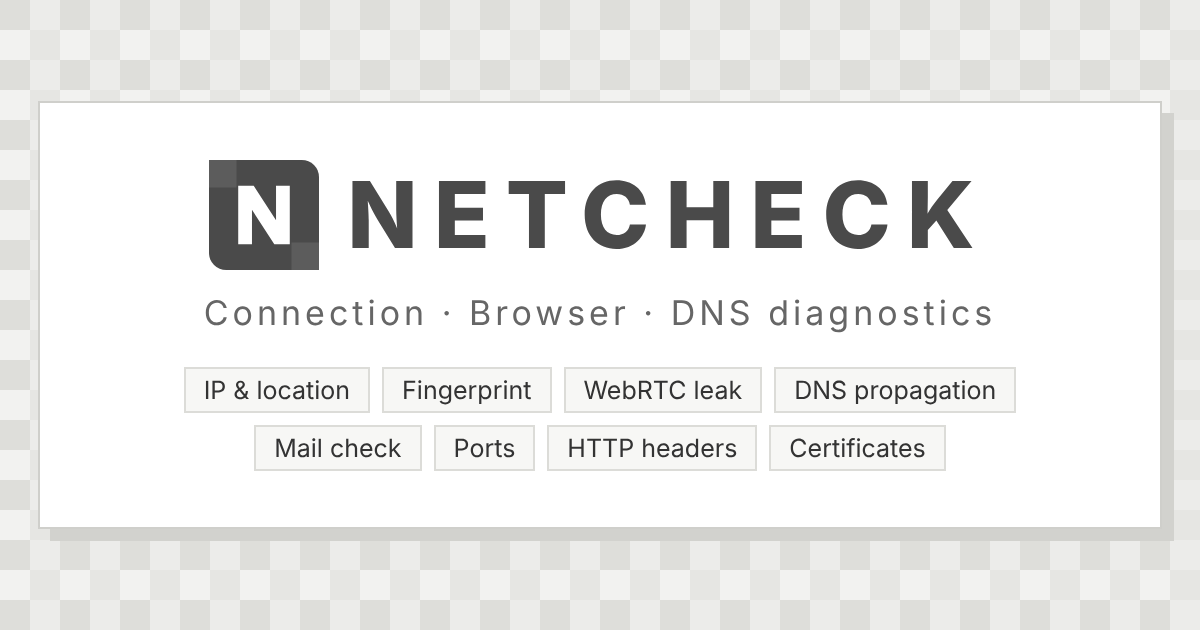 N NETCHECK
Connection · Browser · DNS diagnostics
IP & location Fingerprint WebRTC leak DNS propagation
Mail check Ports HTTP headers Certificates